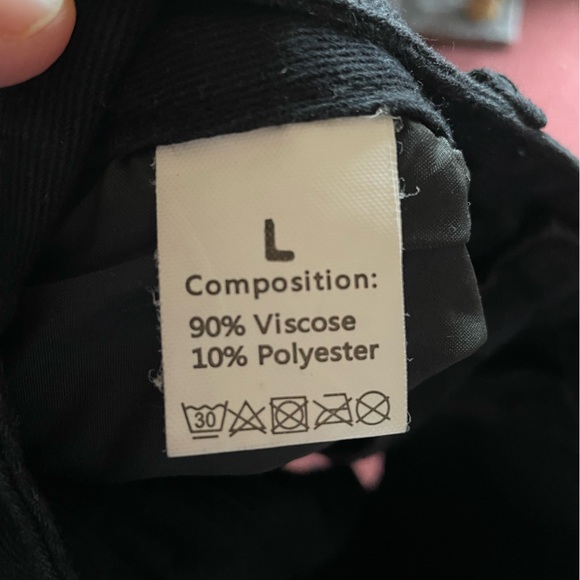 L
Composition:
90% Viscose
10% Polyester
30